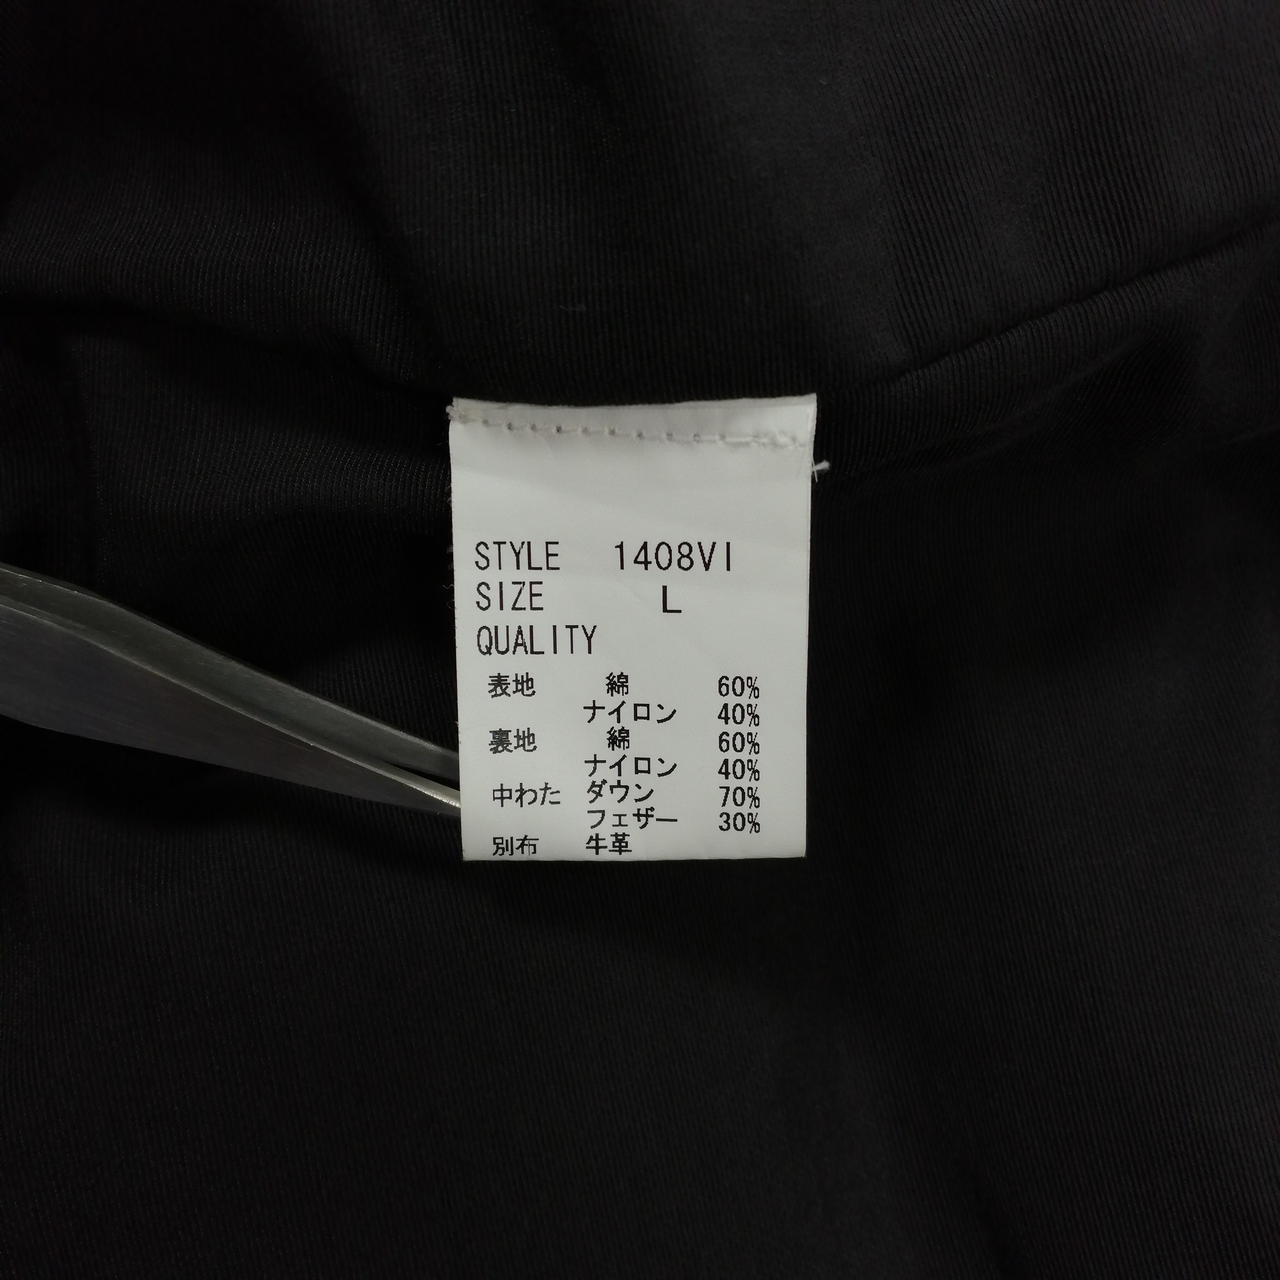 STYLE 1408VI
SIZE L
QUALITY
表地 綿 60%
ナイロン 40%
裏地 綿 60%
ナイロン 40%
中わた ダウン 70%
フェザー 30%
別布 牛革